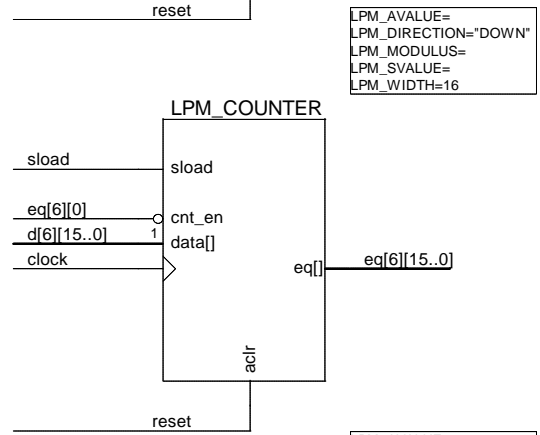 reset
LPM_AVALUE=
LPM_DIRECTION="DOWN"
LPM_MODULUS=
LPM_SVALUE=
LPM_WIDTH=16
LPM_COUNTER
sload
sload
eq[6][0]
cnt_en
d[6][15..0]
1
data[]
clock
eq[]
eq[6][15..0]
aclr
reset